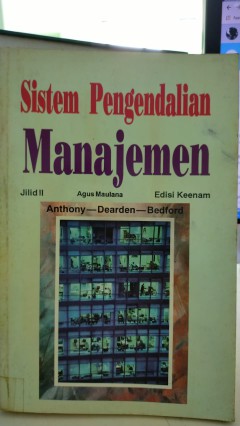 Sistem Pengendalian
Manajemen
Jilid II Agus Maulana Edisi Keenam
Anthony—Dearden—Bedford